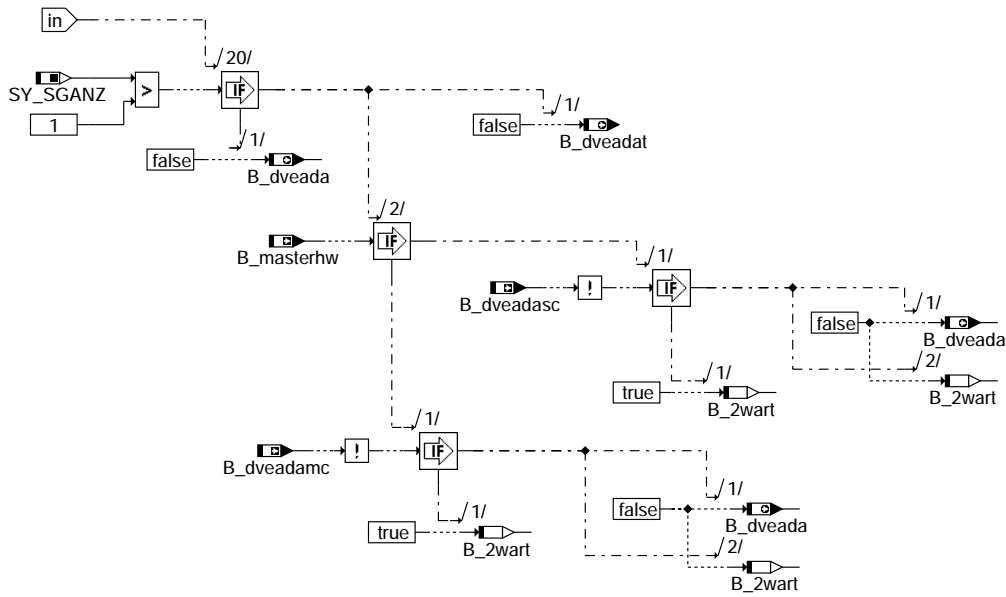 in
/20/
SY_SGANZ
>
IF
1
/1/
false
B_dveadat
/1/
false
B_dveada
/2/
B_masterhw
IF
/1/
B_dveadasc
!
IF
/1/
false
B_dveada
/2/
B_2wart
/1/
true
B_2wart
/1/
B_dveadamc
!
IF
/1/
false
B_dveada
/2/
B_2wart
/1/
true
B_2wart